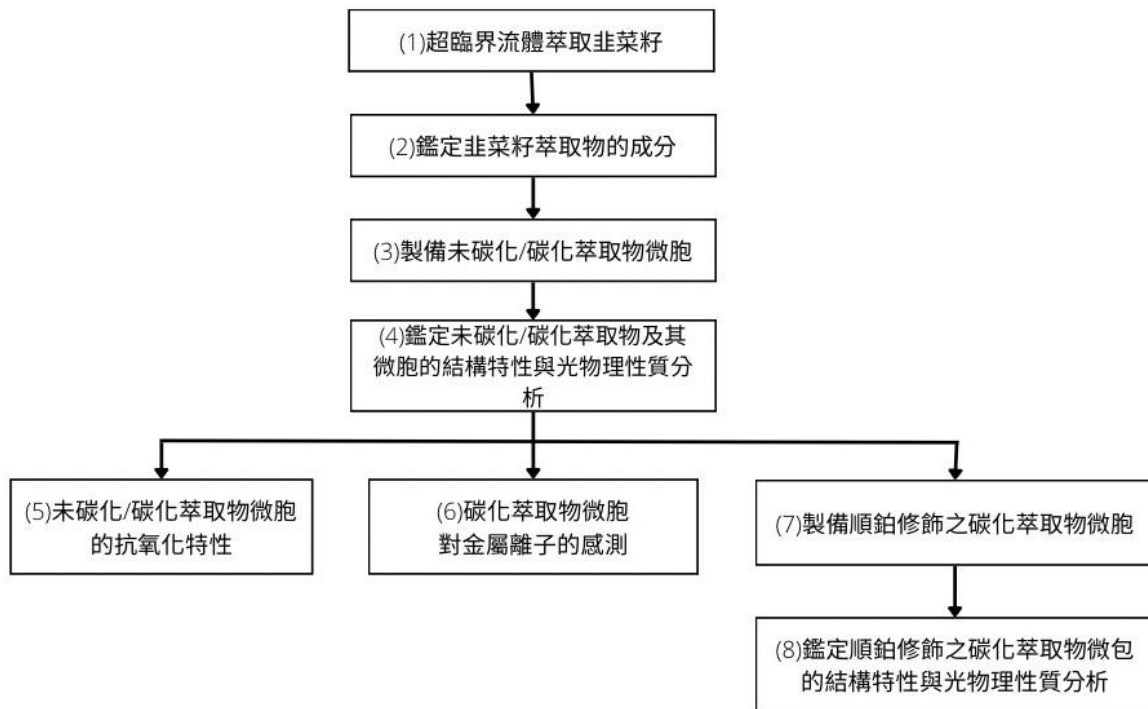 (1)超臨界流體萃取韭菜籽
(2)鑑定韭菜籽萃取物的成分
(3)製備未碳化/碳化萃取物微胞
(4)鑑定未碳化/碳化萃取物及其
微胞的結構特性與光物理性質分
析
(5)未碳化/碳化萃取物微胞
的抗氧化特性
(6)碳化萃取物微胞
對金屬離子的感測
(7)製備順鉑修飾之碳化萃取物微胞
(8)鑑定順鉑修飾之碳化萃取物微包
的結構特性與光物理性質分析